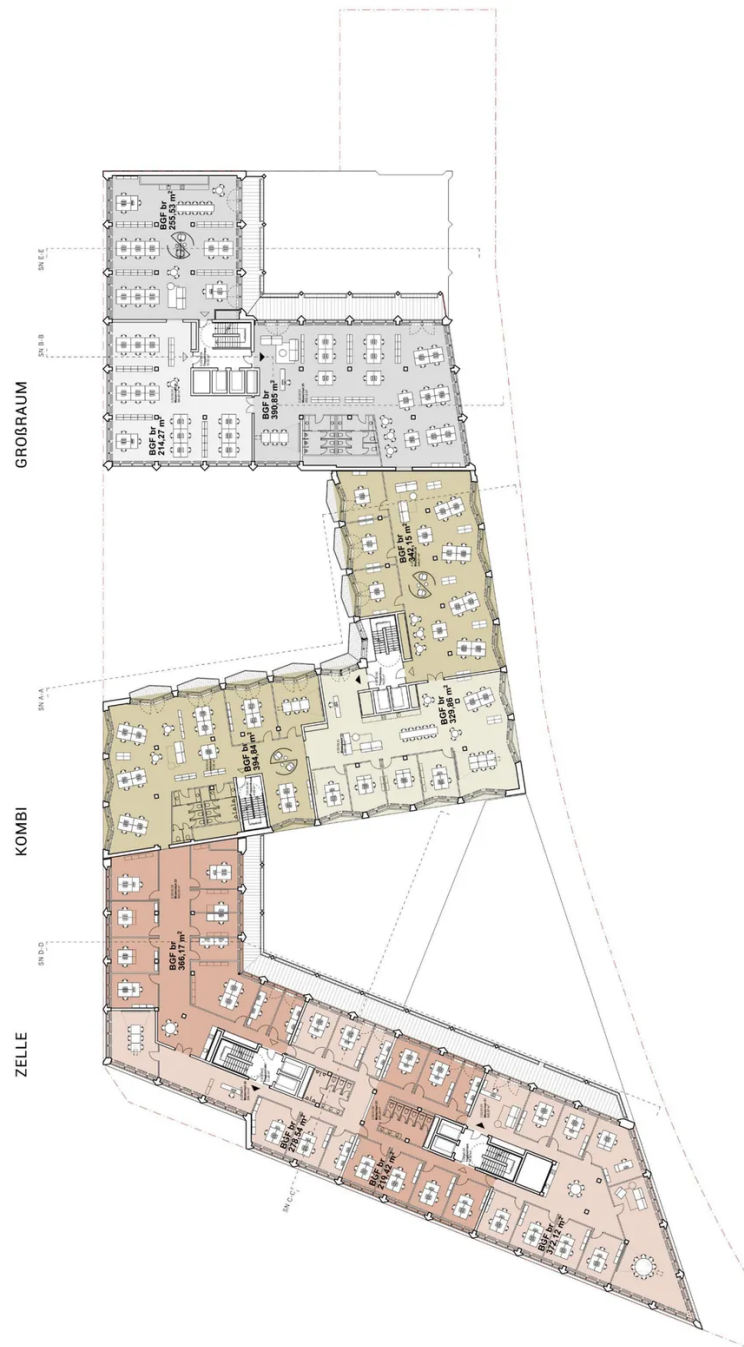 SN E-E
SN B-B
GROßRAUM
BGF br
255,53 m²
BGF br
214,27 m²
BGF br
390,85 m²
BGF br
342,15 m²
SN A-A
BGF br
329,86 m²
BGF br
394,84 m²
KOMBI
SN D-D
BGF br
366,17 m²
ZELLE
BGF br
278,54 m²
BGF br
219,42 m²
SN C-C
BGF br
372,12 m²